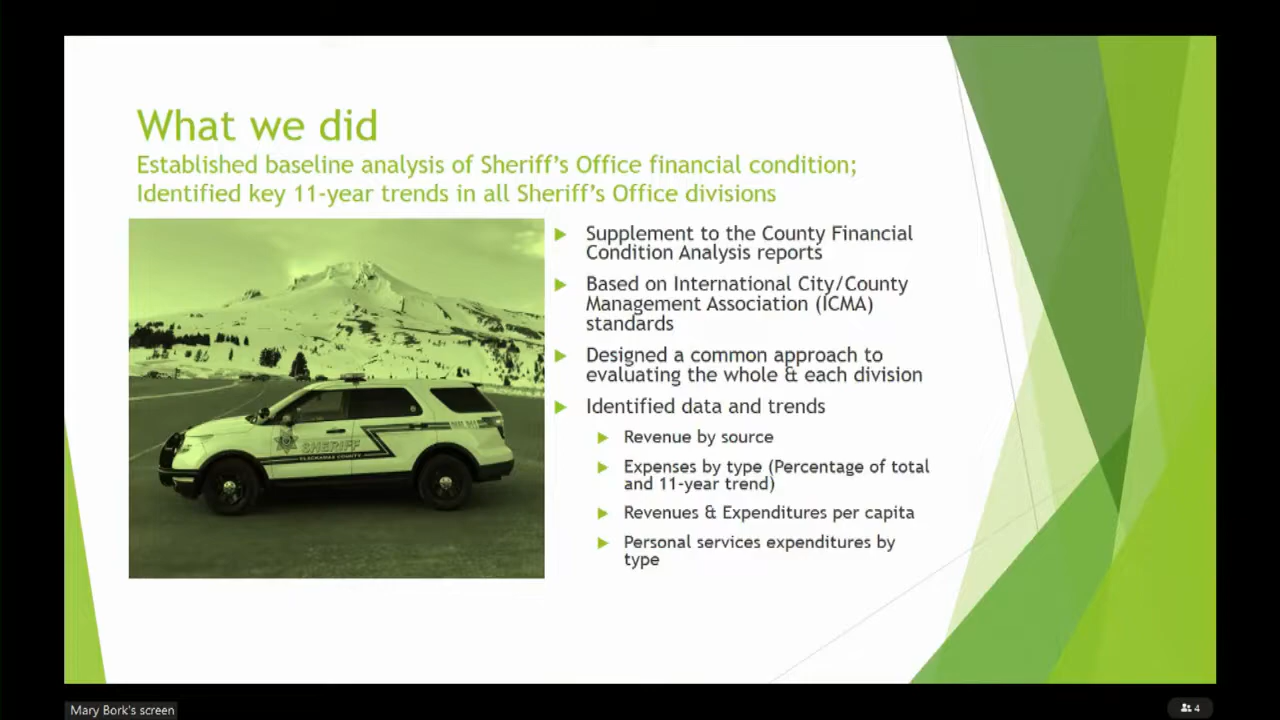 What we did
Established baseline analysis of Sheriff's Office financial condition;
Identified key 11-year trends in all Sheriff's Office divisions
Supplement to the County Financial
Condition Analysis reports
Based on International City/County
Management Association (ICMA)
standards
Designed a common approach to
evaluating the whole & each division
Identified data and trends
Revenue by source
Expenses by type (Percentage of total
and 11-year trend)
Revenues & Expenditures per capita
Personal services expenditures by
type
SHERIFF
CLACKAMAS COUNTY
Mary Bork's screen
4